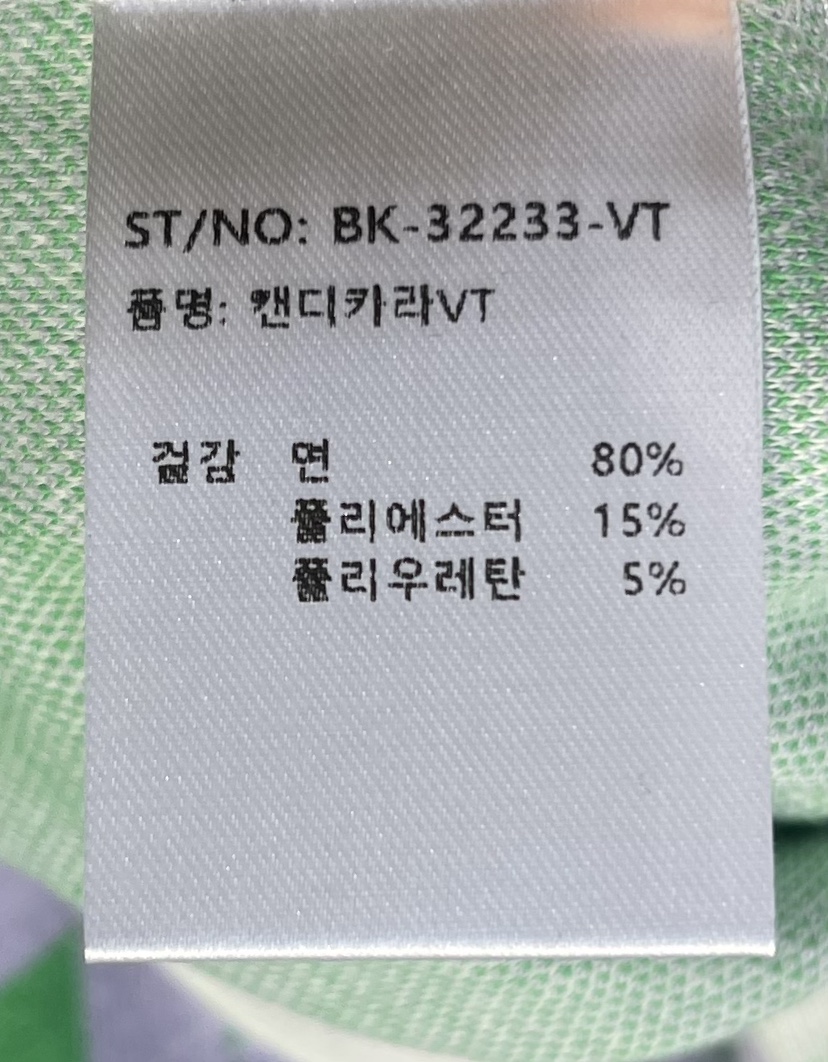 ST/NO: BK-32233-VT
품명: 캔디카라VT
겉감 면 80%
폴리에스터 15%
폴리우레탄 5%